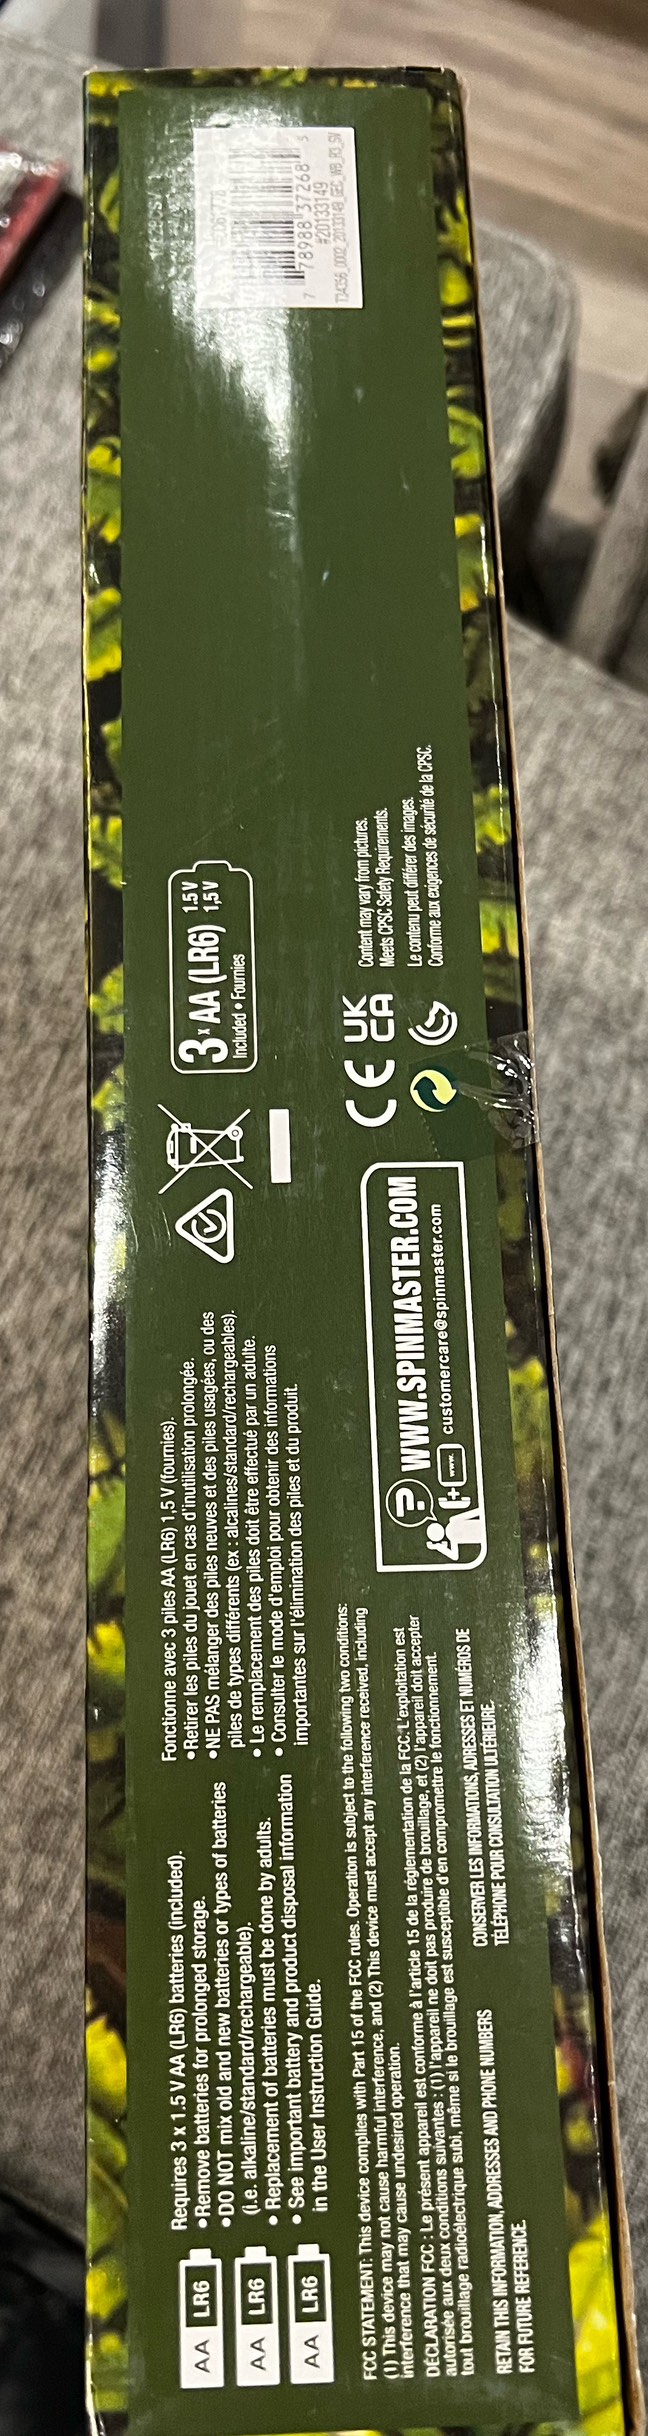 AA LR6
AA LR6
AA LR6
Requires 3 x 1.5 V AA (LR6) batteries (included).
•Remove batteries for prolonged storage.
•DO NOT mix old and new batteries or types of batteries
(i.e. alkaline/standard/rechargeable).
• Replacement of batteries must be done by adults.
• See important battery and product disposal information
in the User Instruction Guide.
Fonctionne avec 3 piles AA (LR6) 1,5 V (fournies).
•Retirer les piles du jouet en cas d'inutilisation prolongée.
•NE PAS mélanger des piles neuves et des piles usagées, ou des
piles de types différents (ex : alcalines/standard/rechargeables).
• Le remplacement des piles doit être effectué par un adulte.
• Consulter le mode d'emploi pour obtenir des informations
importantes sur l'élimination des piles et du produit.
3 x AA (LR6) 1.5V
1,5V
Included • Fournies
FCC STATEMENT: This device complies with Part 15 of the FCC rules. Operation is subject to the following two conditions:
(1) This device may not cause harmful interference, and (2) This device must accept any interference received, including
interference that may cause undesired operation.
DÉCLARATION FCC : Le présent appareil est conforme à l'article 15 de la réglementation de la FCC. L'exploitation est
autorisée aux deux conditions suivantes : (1) l'appareil ne doit pas produire de brouillage, et (2) l'appareil doit accepter
tout brouillage radioélectrique subi, même si le brouillage est susceptible d'en compromettre le fonctionnement.
RETAIN THIS INFORMATION, ADDRESSES AND PHONE NUMBERS
FOR FUTURE REFERENCE.
CONSERVER LES INFORMATIONS, ADRESSES ET NUMÉROS DE
TÉLÉPHONE POUR CONSULTATION ULTÉRIEURE.
? WWW.SPINMASTER.COM
+ www. customercare@spinmaster.com
CE UK
CA
Content may vary from pictures.
Meets CPSC Safety Requirements.
Le contenu peut différer des images.
Conforme aux exigences de sécurité de la CPSC.
7 78988 37268 5
#20133149
T34356_0002_20133149_GEC_WB_R3_SV